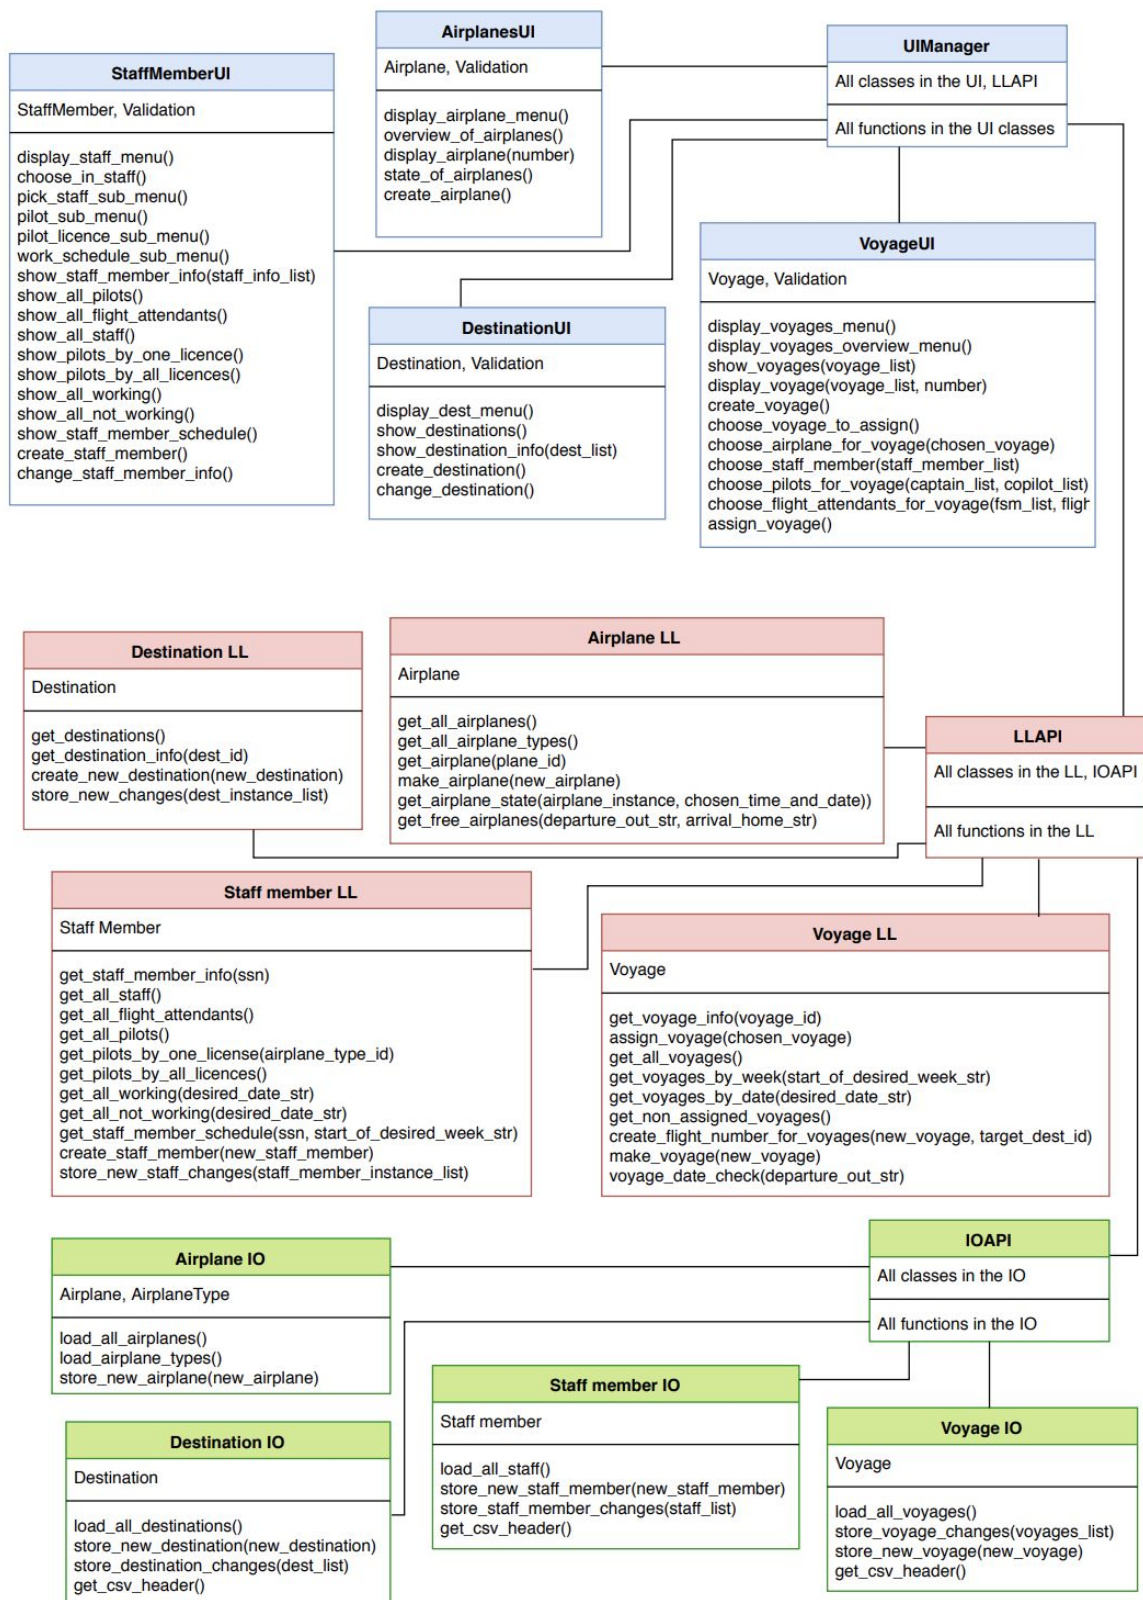 AirplanesUI
Airplane, Validation
display_airplane_menu()
overview_of_airplanes()
display_airplane(number)
state_of_airplanes()
create_airplane()
UIManager
All classes in the UI, LLAPI
All functions in the UI classes
StaffMemberUI
StaffMember, Validation
display_staff_menu()
choose_in_staff()
pick_staff_sub_menu()
pilot_sub_menu()
pilot_licence_sub_menu()
work_schedule_sub_menu()
show_staff_member_info(staff_info_list)
show_all_pilots()
show_all_flight_attendants()
show_all_staff()
show_pilots_by_one_licence()
show_pilots_by_all_licences()
show_all_working()
show_all_not_working()
show_staff_member_schedule()
create_staff_member()
change_staff_member_info()
DestinationUI
Destination, Validation
display_dest_menu()
show_destinations()
show_destination_info(dest_list)
create_destination()
change_destination()
VoyageUI
Voyage, Validation
display_voyages_menu()
display_voyages_overview_menu()
show_voyages(voyage_list)
display_voyage(voyage_list, number)
create_voyage()
choose_voyage_to_assign()
choose_airplane_for_voyage(chosen_voyage)
choose_staff_member(staff_member_list)
choose_pilots_for_voyage(captain_list, copilot_list)
choose_flight_attendants_for_voyage(fsm_list, fligh
assign_voyage()
Destination LL
Destination
get_destinations()
get_destination_info(dest_id)
create_new_destination(new_destination)
store_new_changes(dest_instance_list)
Airplane LL
Airplane
get_all_airplanes()
get_all_airplane_types()
get_airplane(plane_id)
make_airplane(new_airplane)
get_airplane_state(airplane_instance, chosen_time_and_date))
get_free_airplanes(departure_out_str, arrival_home_str)
LLAPI
All classes in the LL, IOAPI
All functions in the LL
Staff member LL
Staff Member
get_staff_member_info(ssn)
get_all_staff()
get_all_flight_attendants()
get_all_pilots()
get_pilots_by_one_license(airplane_type_id)
get_pilots_by_all_licences()
get_all_working(desired_date_str)
get_all_not_working(desired_date_str)
get_staff_member_schedule(ssn, start_of_desired_week_str)
create_staff_member(new_staff_member)
store_new_staff_changes(staff_member_instance_list)
Voyage LL
Voyage
get_voyage_info(voyage_id)
assign_voyage(chosen_voyage)
get_all_voyages()
get_voyages_by_week(start_of_desired_week_str)
get_voyages_by_date(desired_date_str)
get_non_assigned_voyages()
create_flight_number_for_voyages(new_voyage, target_dest_id)
make_voyage(new_voyage)
voyage_date_check(departure_out_str)
Airplane IO
Airplane, AirplaneType
load_all_airplanes()
load_airplane_types()
store_new_airplane(new_airplane)
IOAPI
All classes in the IO
All functions in the IO
Destination IO
Destination
load_all_destinations()
store_new_destination(new_destination)
store_destination_changes(dest_list)
get_csv_header()
Staff member IO
Staff member
load_all_staff()
store_new_staff_member(new_staff_member)
store_staff_member_changes(staff_list)
get_csv_header()
Voyage IO
Voyage
load_all_voyages()
store_voyage_changes(voyages_list)
store_new_voyage(new_voyage)
get_csv_header()